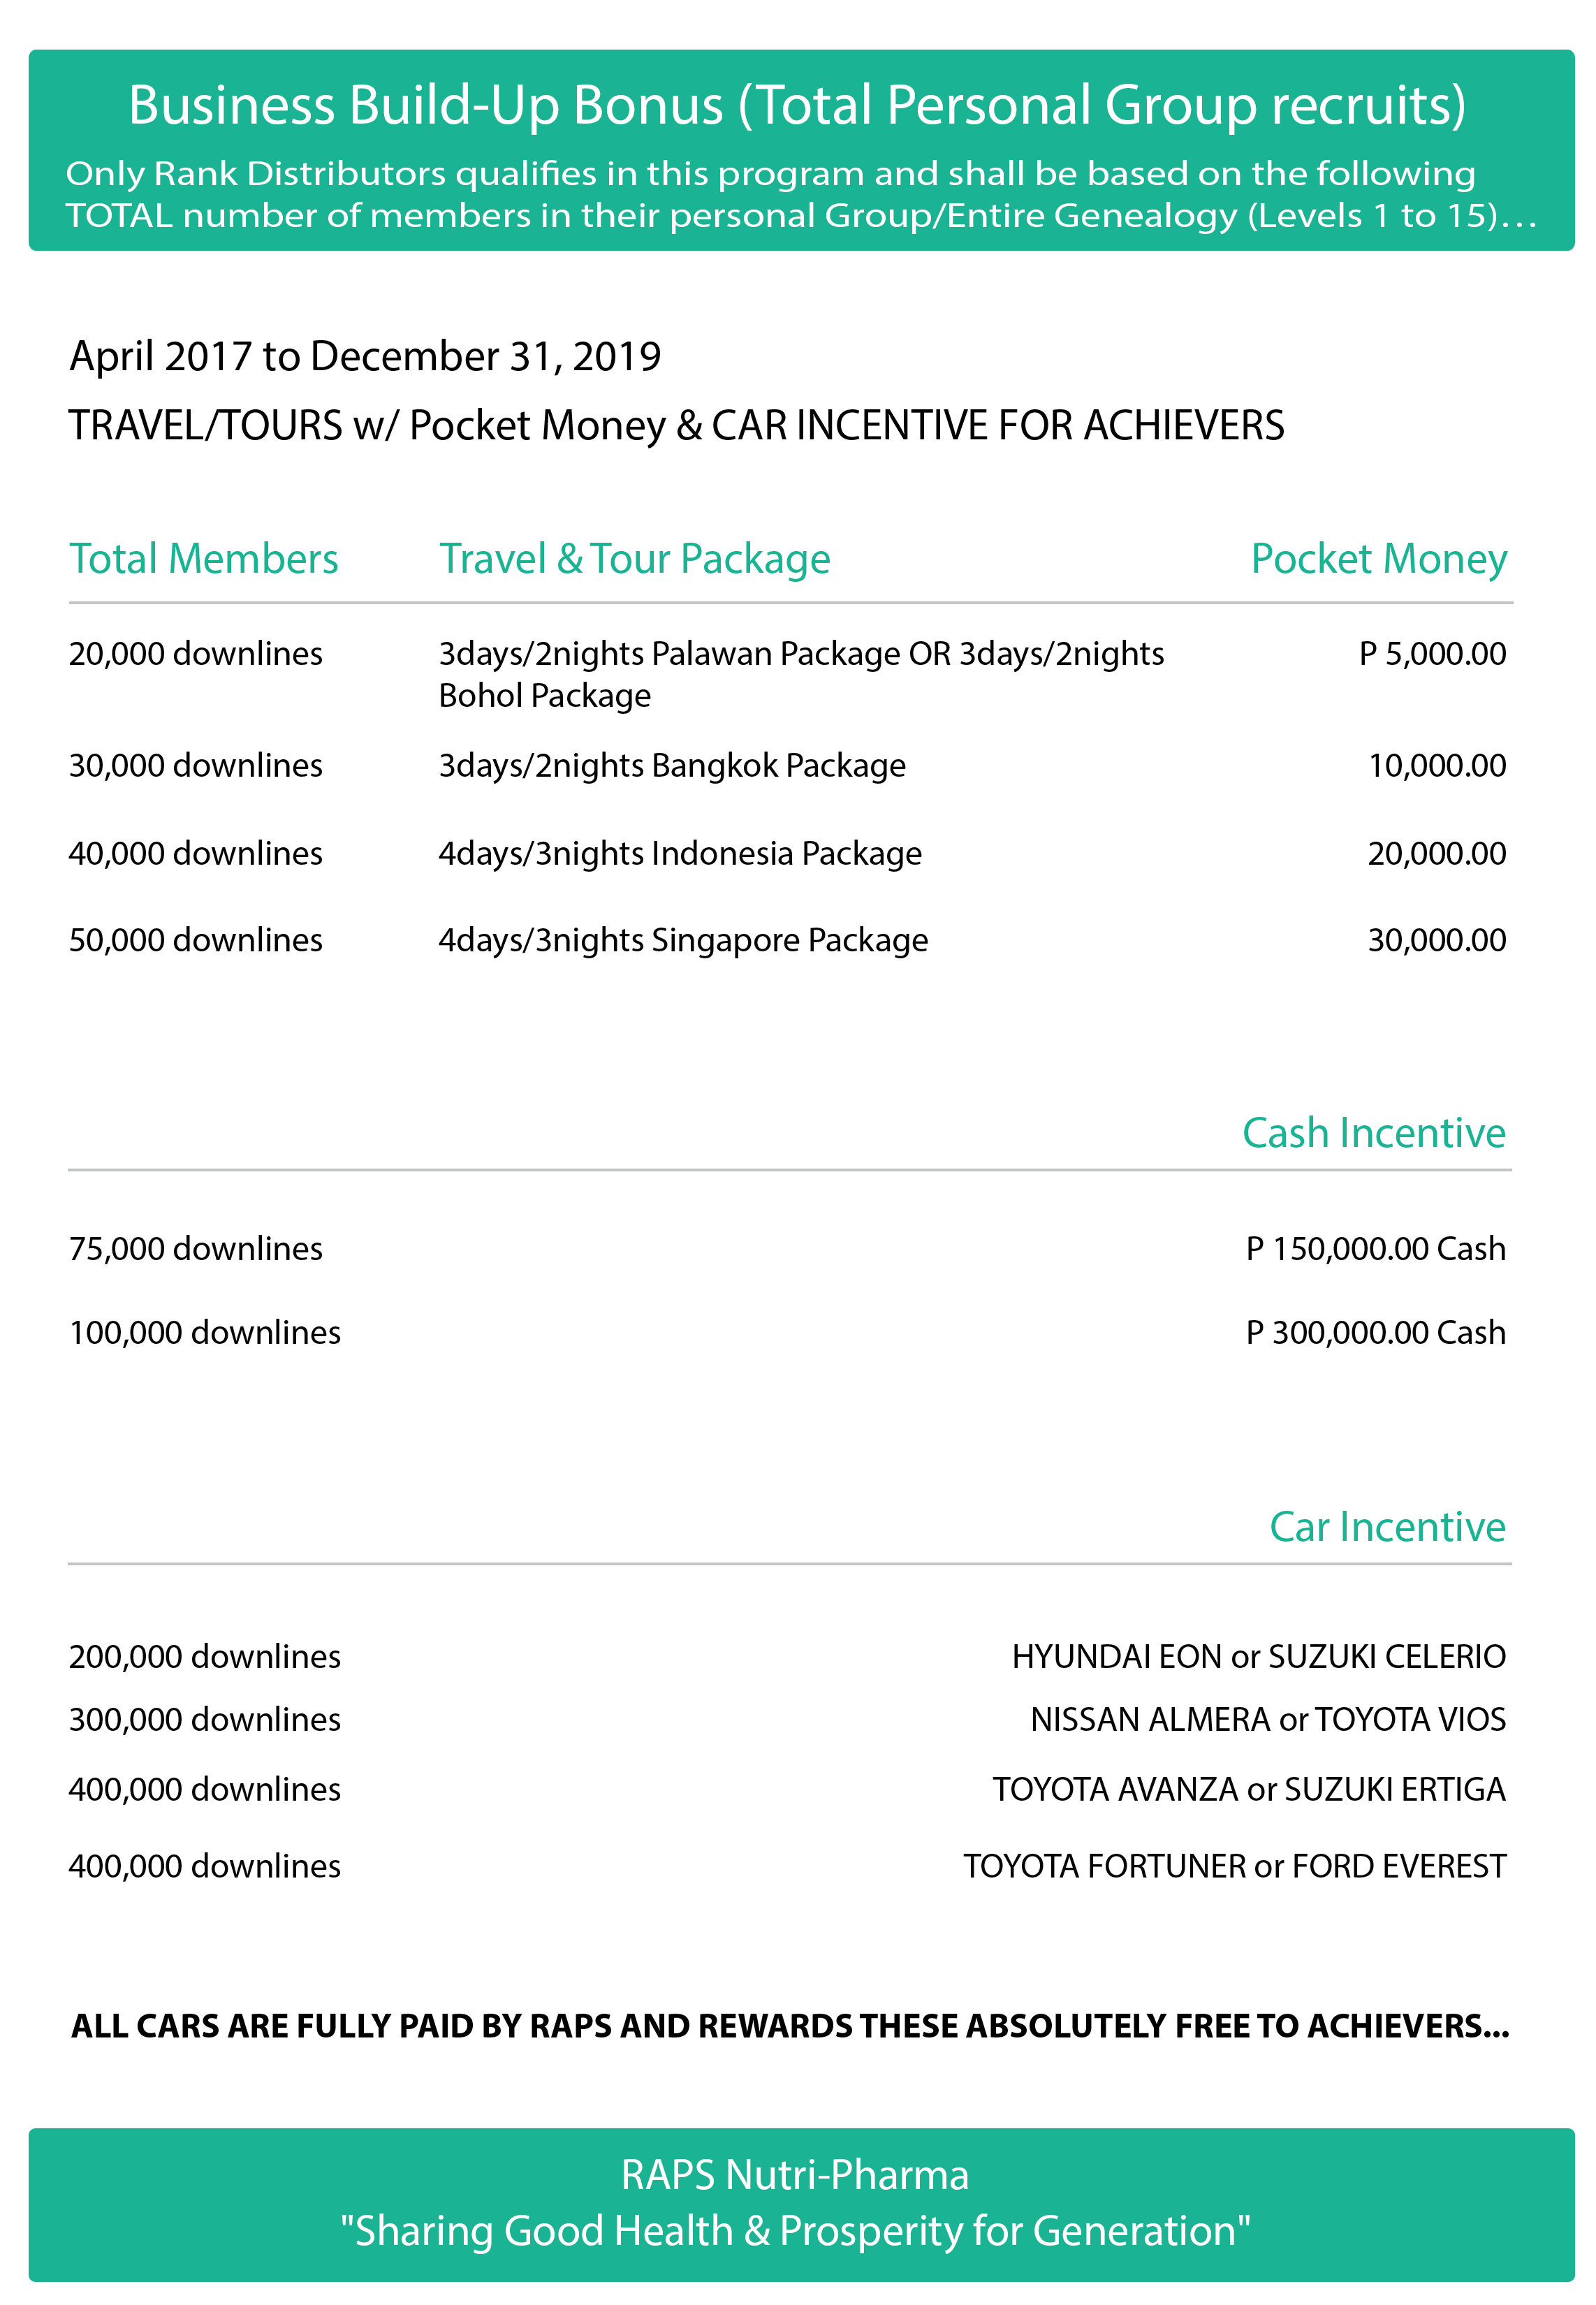 Business Build-Up Bonus (Total Personal Group recruits)
Only Rank Distributors qualifies in this program and shall be based on the following
TOTAL number of members in their personal Group/Entire Genealogy (Levels 1 to 15)...
April 2017 to December 31, 2019
TRAVEL/TOURS w/ Pocket Money & CAR INCENTIVE FOR ACHIEVERS
Total Members Travel & Tour Package Pocket Money
20,000 downlines 3days/2nights Palawan Package OR 3days/2nights P 5,000.00
Bohol Package
30,000 downlines 3days/2nights Bangkok Package 10,000.00
40,000 downlines 4days/3nights Indonesia Package 20,000.00
50,000 downlines 4days/3nights Singapore Package 30,000.00
Cash Incentive
75,000 downlines P 150,000.00 Cash
100,000 downlines P 300,000.00 Cash
Car Incentive
200,000 downlines HYUNDAI EON or SUZUKI CELERIO
300,000 downlines NISSAN ALMERA or TOYOTA VIOS
400,000 downlines TOYOTA AVANZA or SUZUKI ERTIGA
400,000 downlines TOYOTA FORTUNER or FORD EVEREST
ALL CARS ARE FULLY PAID BY RAPS AND REWARDS THESE ABSOLUTELY FREE TO ACHIEVERS...
RAPS Nutri-Pharma
"Sharing Good Health & Prosperity for Generation"